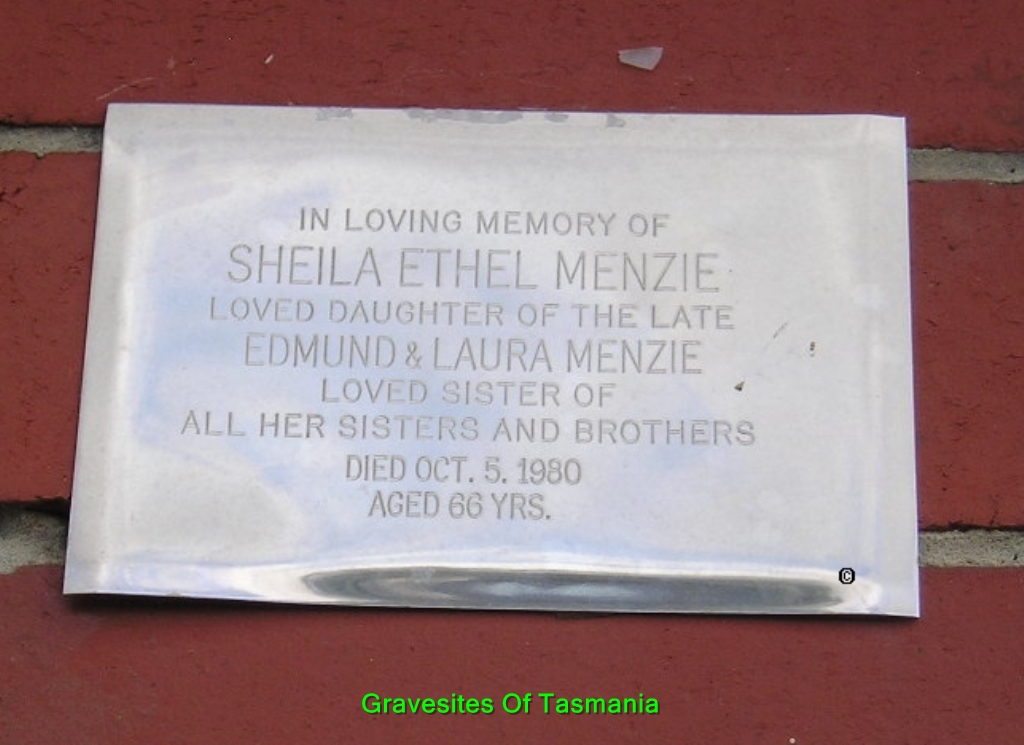 IN LOVING MEMORY OF
SHEILA ETHEL MENZIE
LOVED DAUGHTER OF THE LATE
EDMUND & LAURA MENZIE
LOVED SISTER OF
ALL HER SISTERS AND BROTHERS
DIED OCT. 5. 1980
AGED 66 YRS.
©
Gravesites Of Tasmania